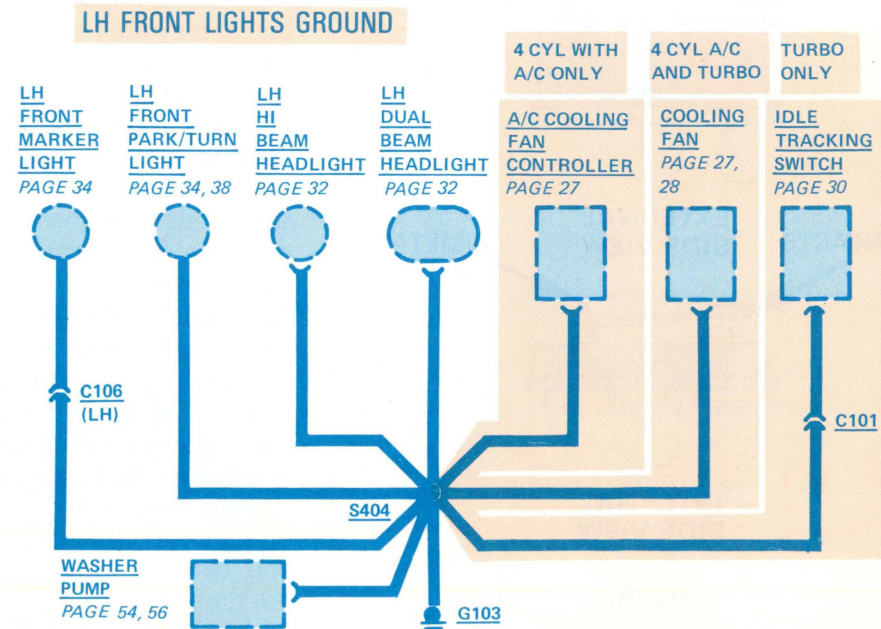 LH FRONT LIGHTS GROUND
4 CYL WITH
A/C ONLY
4 CYL A/C
AND TURBO
TURBO
ONLY
LH
FRONT
MARKER
LIGHT
PAGE 34
LH
FRONT
PARK/TURN
LIGHT
PAGE 34, 38
LH
HI
BEAM
HEADLIGHT
PAGE 32
LH
DUAL
BEAM
HEADLIGHT
PAGE 32
A/C COOLING
FAN
CONTROLLER
PAGE 27
COOLING
FAN
PAGE 27,
28
IDLE
TRACKING
SWITCH
PAGE 30
C106
(LH)
C101
S404
WASHER
PUMP
PAGE 54, 56
G103